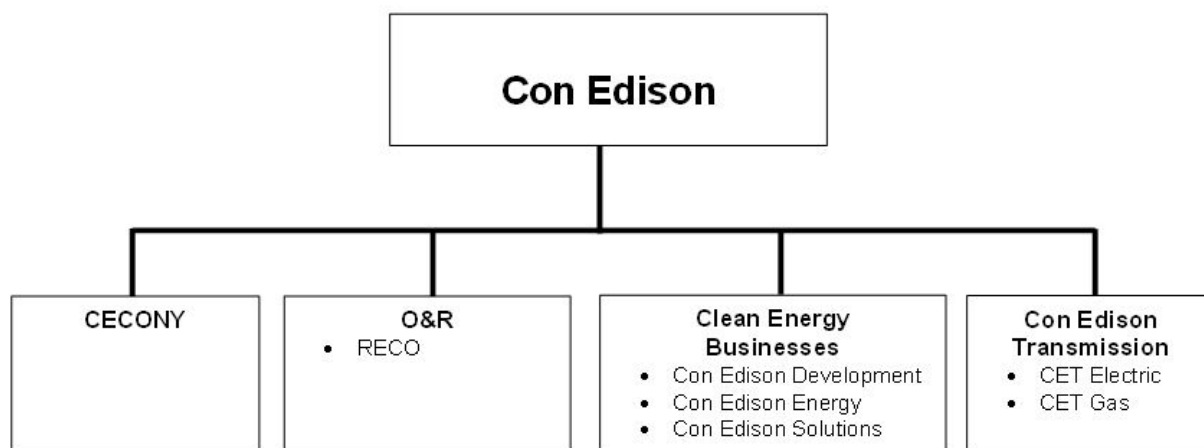 Con Edison
CECONY
O&R
• RECO
Clean Energy
Businesses
• Con Edison Development
• Con Edison Energy
• Con Edison Solutions
Con Edison
Transmission
• CET Electric
• CET Gas